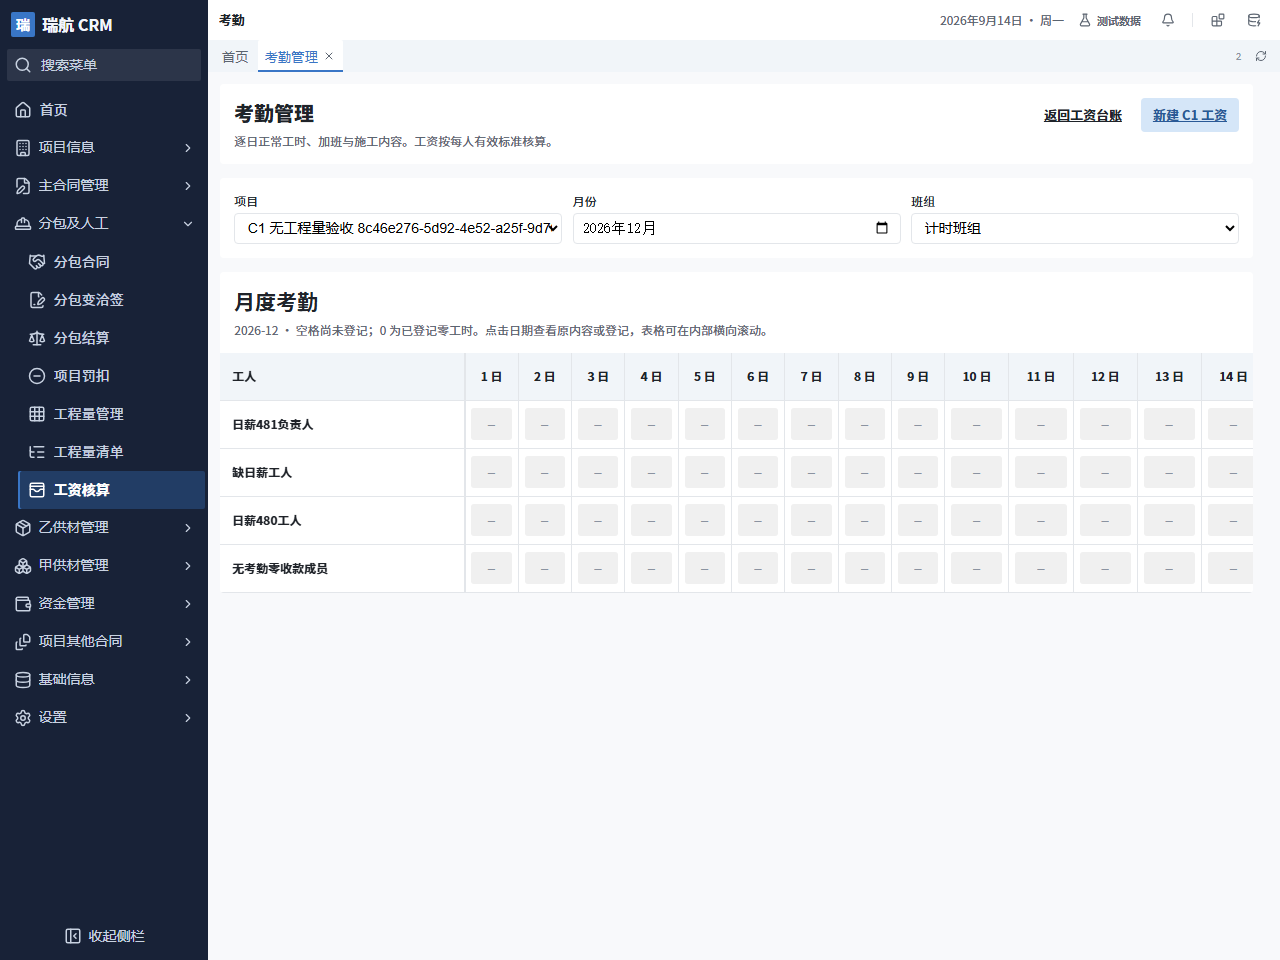 瑞 瑞航 CRM
搜索菜单
首页
项目信息
主合同管理
分包及人工
分包合同
分包变洽签
分包结算
项目罚扣
工程量管理
工程量清单
工资核算
乙供材管理
甲供材管理
资金管理
项目其他合同
基础信息
设置
收起侧栏
考勤
2026年9月14日 · 周一 测试数据
首页 考勤管理 × 2
考勤管理
逐日正常工时、加班与施工内容。工资按每人有效标准核算。
返回工资台账 新建 C1 工资
项目 月份 班组
C1 无工程量验收 8c46e276-5d92-4e52-a25f-9d7 2026年12月 计时班组
月度考勤
2026-12 · 空格尚未登记；0 为已登记零工时。点击日期查看原内容或登记，表格可在内部横向滚动。
工人 1 日 2 日 3 日 4 日 5 日 6 日 7 日 8 日 9 日 10 日 11 日 12 日 13 日 14 日
日薪481负责人 — — — — — — — — — — — — — —
缺日薪工人 — — — — — — — — — — — — — —
日薪480工人 — — — — — — — — — — — — — —
无考勤零收款成员 — — — — — — — — — — — — — —